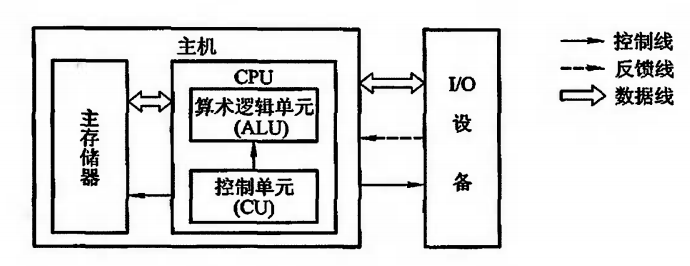 主机
CPU
算术逻辑单元
(ALU)
控制单元
(CU)
主存储器
I/O
设
备
控制线
反馈线
数据线